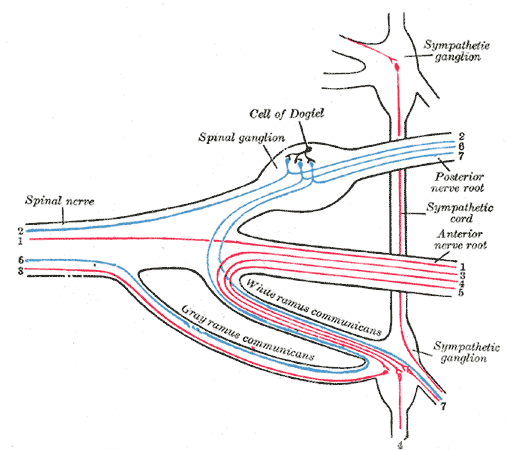 Sympathetic
ganglion
Cell of Dogiel
Spinal ganglion
2
6
7
Posterior
nerve root
Spinal nerve
Sympathetic
cord
2
1
Anterior
nerve root
6
8
1
3
4
5
White ramus communicans
Gray ramus communicans
Sympathetic
ganglion
7
4